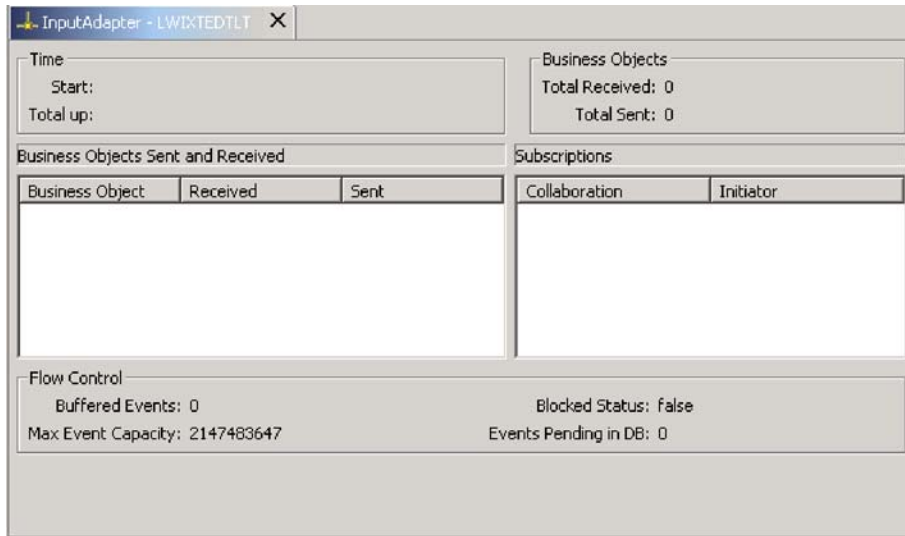 InputAdapter - LWIXTEDTLT
Time
Start:
Total up:
Business Objects
Total Received: 0
Total Sent: 0
Business Objects Sent and Received
Business Object Received Sent
Subscriptions
Collaboration Initiator
Flow Control
Buffered Events: 0
Max Event Capacity: 2147483647
Blocked Status: false
Events Pending in DB: 0